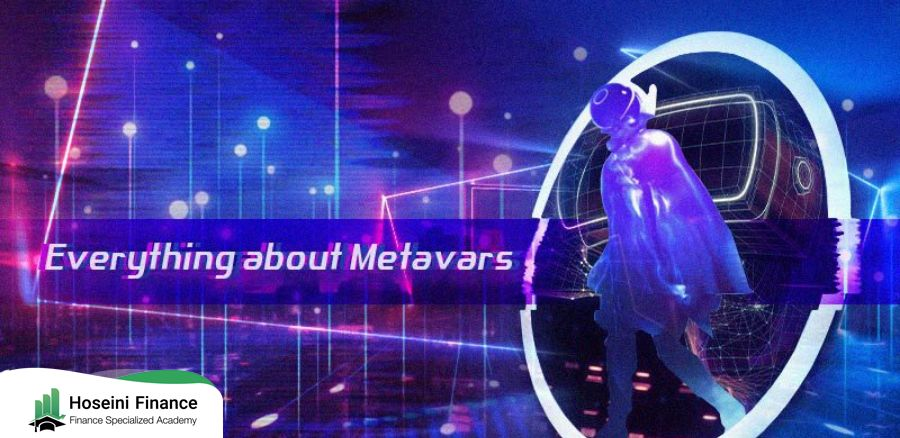 Everything about Metavars
Hoseini Finance
Finance Specialized Academy